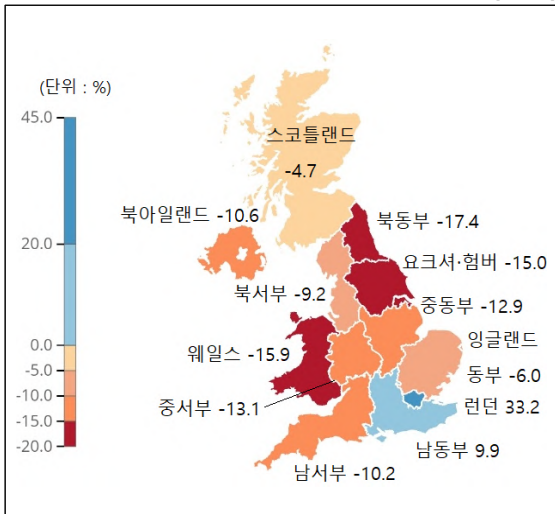 (단위 : %)
45.0
20.0
0.0
-5.0
-10.0
-15.0
-20.0
스코틀랜드
-4.7
북아일랜드 -10.6
북동부 -17.4
요크셔·험버 -15.0
북서부 -9.2
중동부 -12.9
웨일스 -15.9
잉글랜드
동부 -6.0
중서부 -13.1
런던 33.2
남동부 9.9
남서부 -10.2